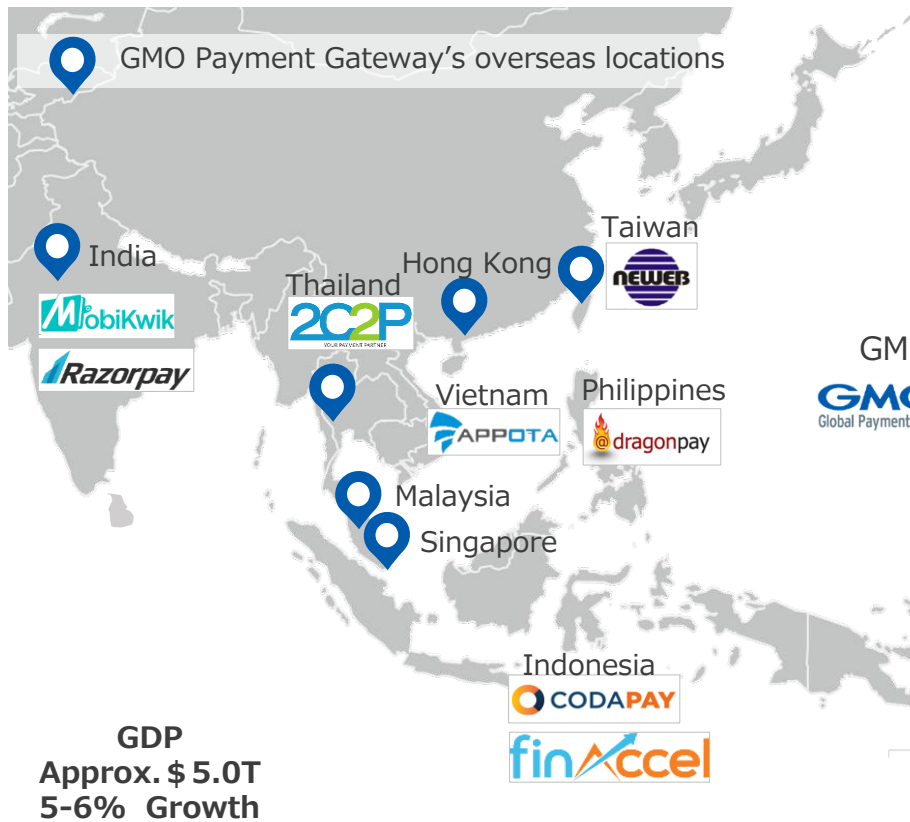 GMO Payment Gateway’s overseas locations
Taiwan
NEWEB
India
Hong Kong
Thailand
MobiKwik
2C2P
YOUR PAYMENT PARTNER
Razorpay
GM
GMO
Global Payment
Vietnam
APPOTA
Philippines
@dragonpay
Malaysia
Singapore
Indonesia
CODAPAY
finAccel
GDP
Approx. $ 5.0T
5-6% Growth